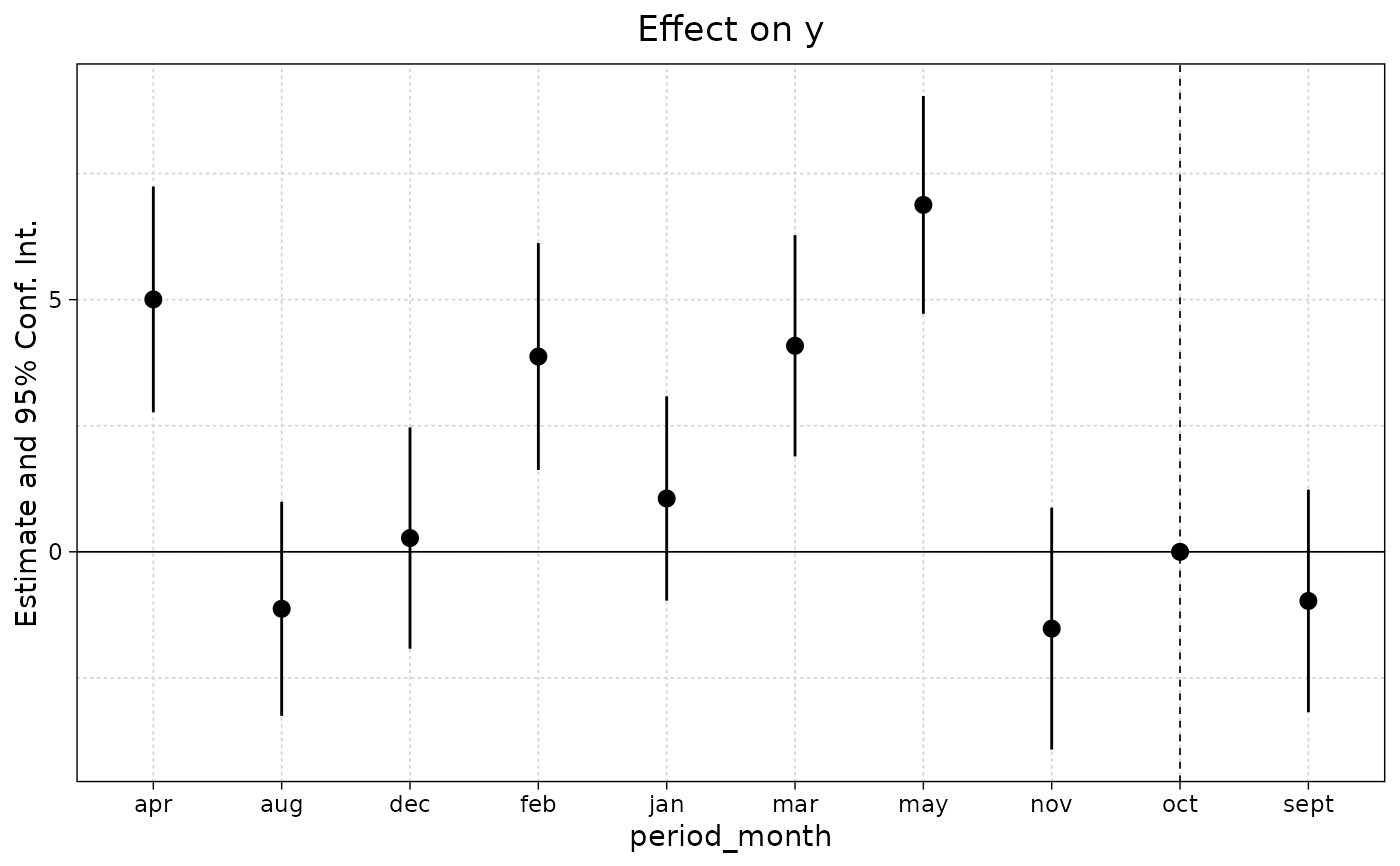 Effect on y
Estimate and 95% Conf. Int.
5
0
apr aug dec feb jan mar may nov oct sept
period_month